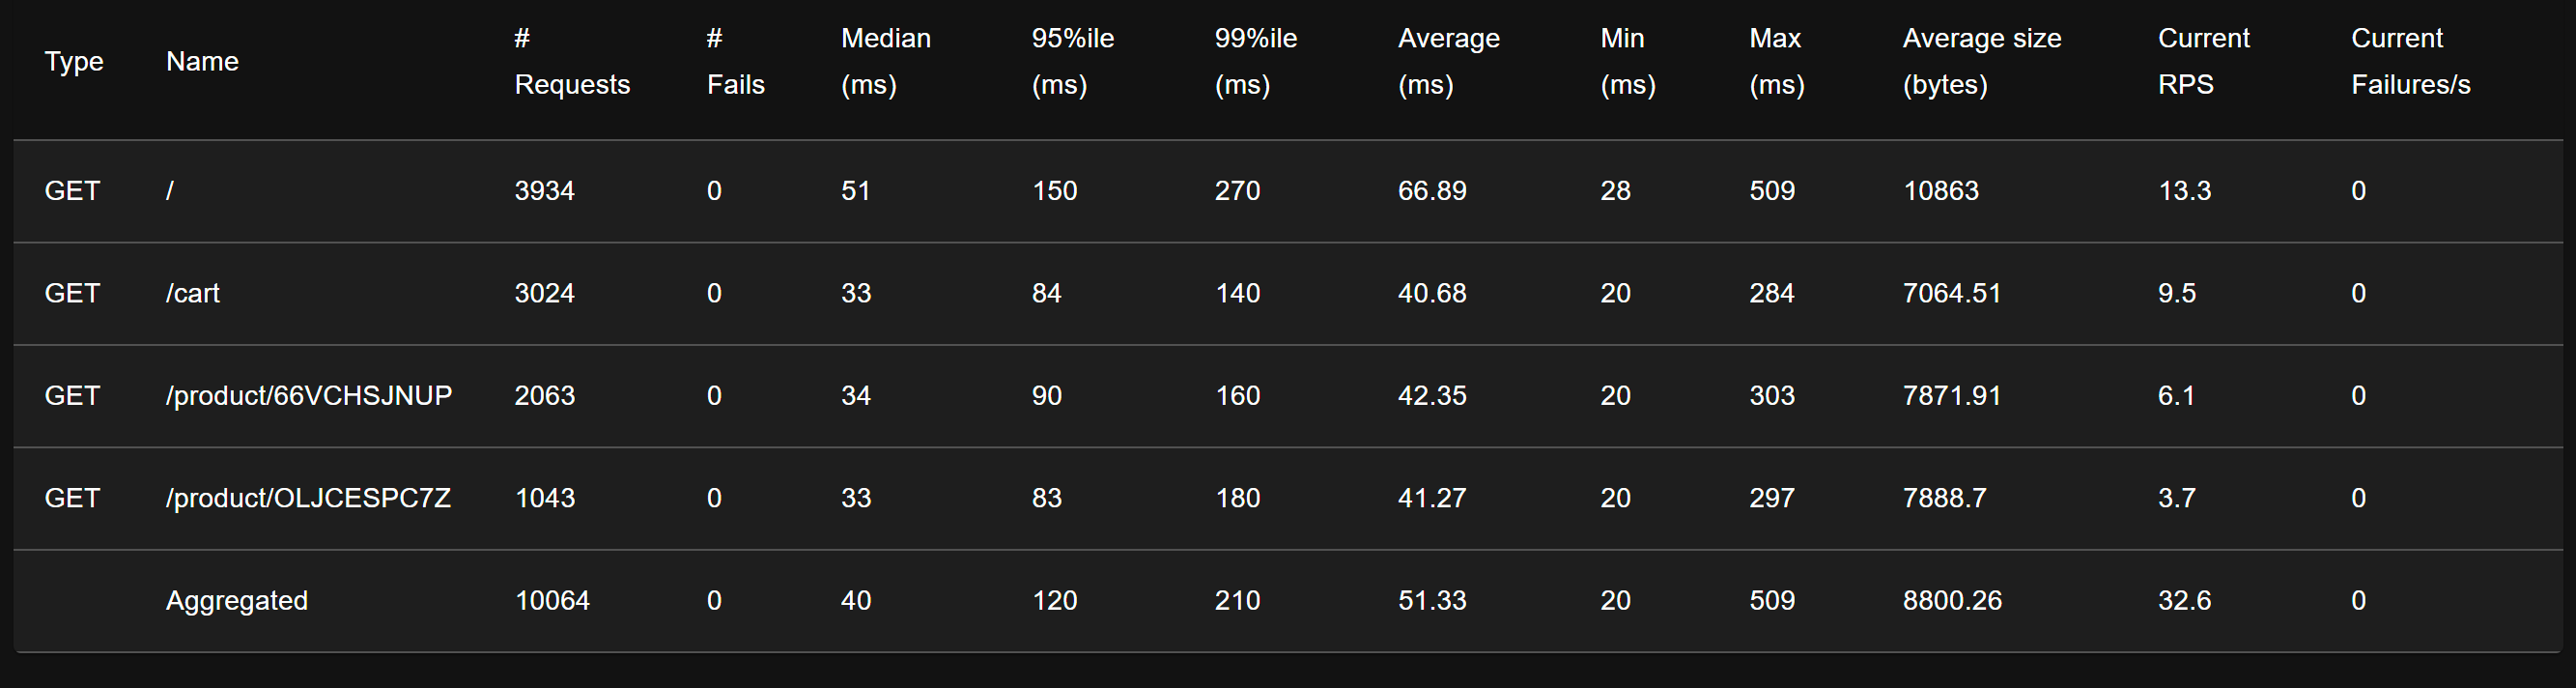 Type Name # Requests # Fails Median (ms) 95%ile (ms) 99%ile (ms) Average (ms) Min (ms) Max (ms) Average size (bytes) Current RPS Current Failures/s
GET / 3934 0 51 150 270 66.89 28 509 10863 13.3 0
GET /cart 3024 0 33 84 140 40.68 20 284 7064.51 9.5 0
GET /product/66VCHSJNUP 2063 0 34 90 160 42.35 20 303 7871.91 6.1 0
GET /product/OLJCESPC7Z 1043 0 33 83 180 41.27 20 297 7888.7 3.7 0
Aggregated 10064 0 40 120 210 51.33 20 509 8800.26 32.6 0